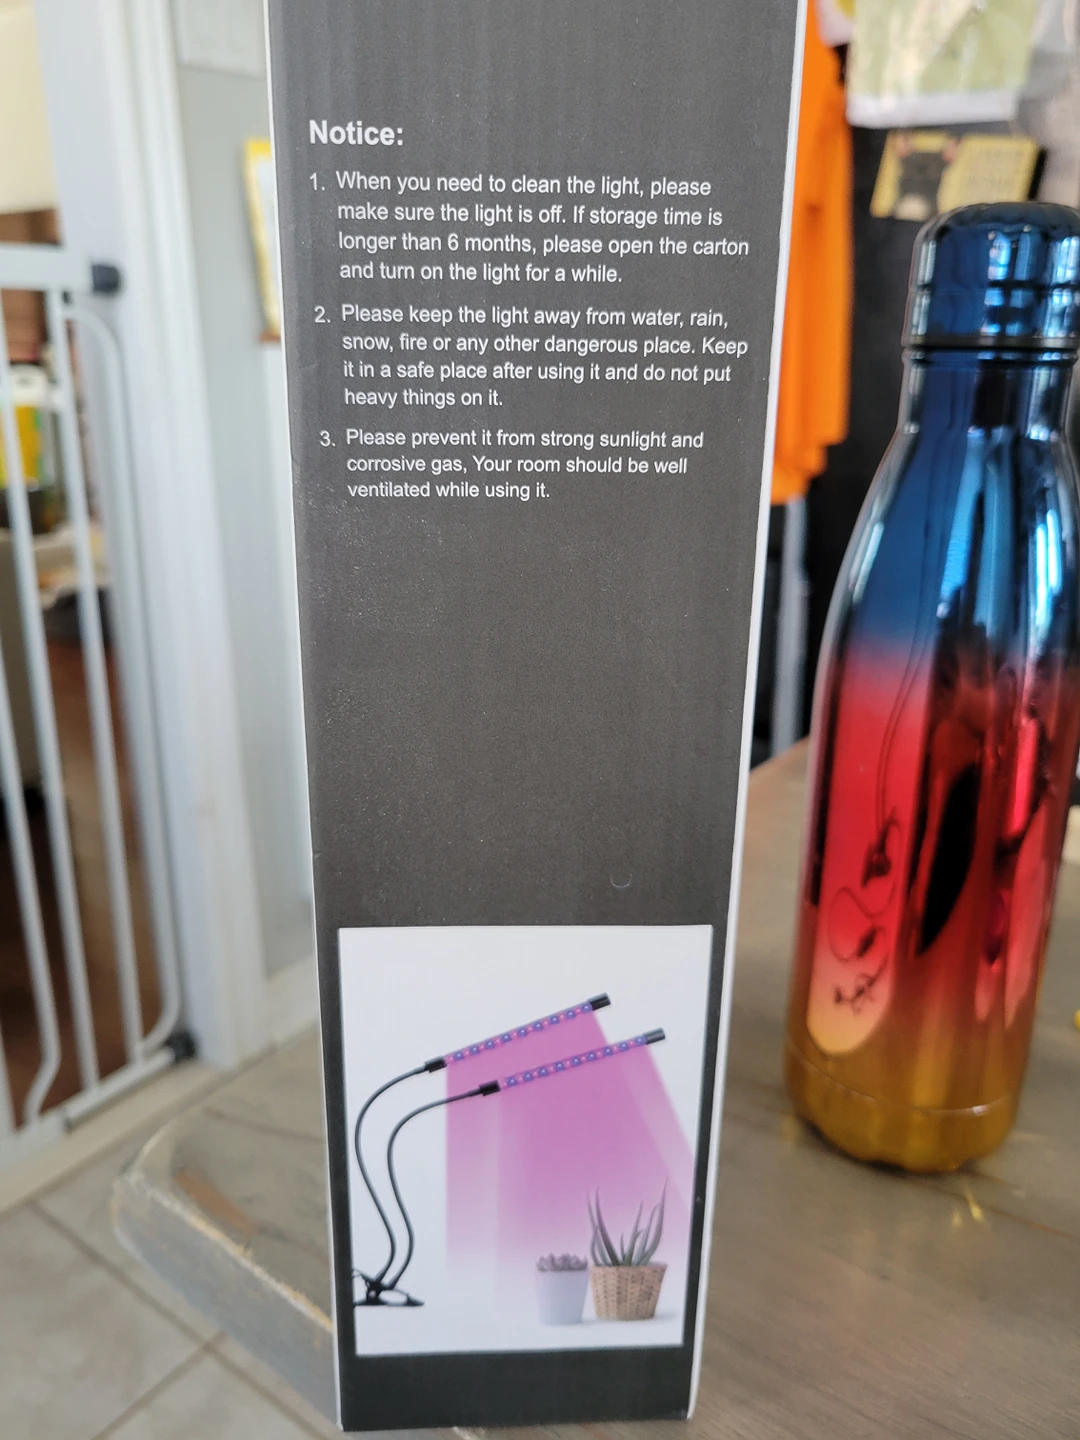 Notice:
1. When you need to clean the light, please
make sure the light is off. If storage time is
longer than 6 months, please open the carton
and turn on the light for a while.
2. Please keep the light away from water, rain,
snow, fire or any other dangerous place. Keep
it in a safe place after using it and do not put
heavy things on it.
3. Please prevent it from strong sunlight and
corrosive gas, Your room should be well
ventilated while using it.